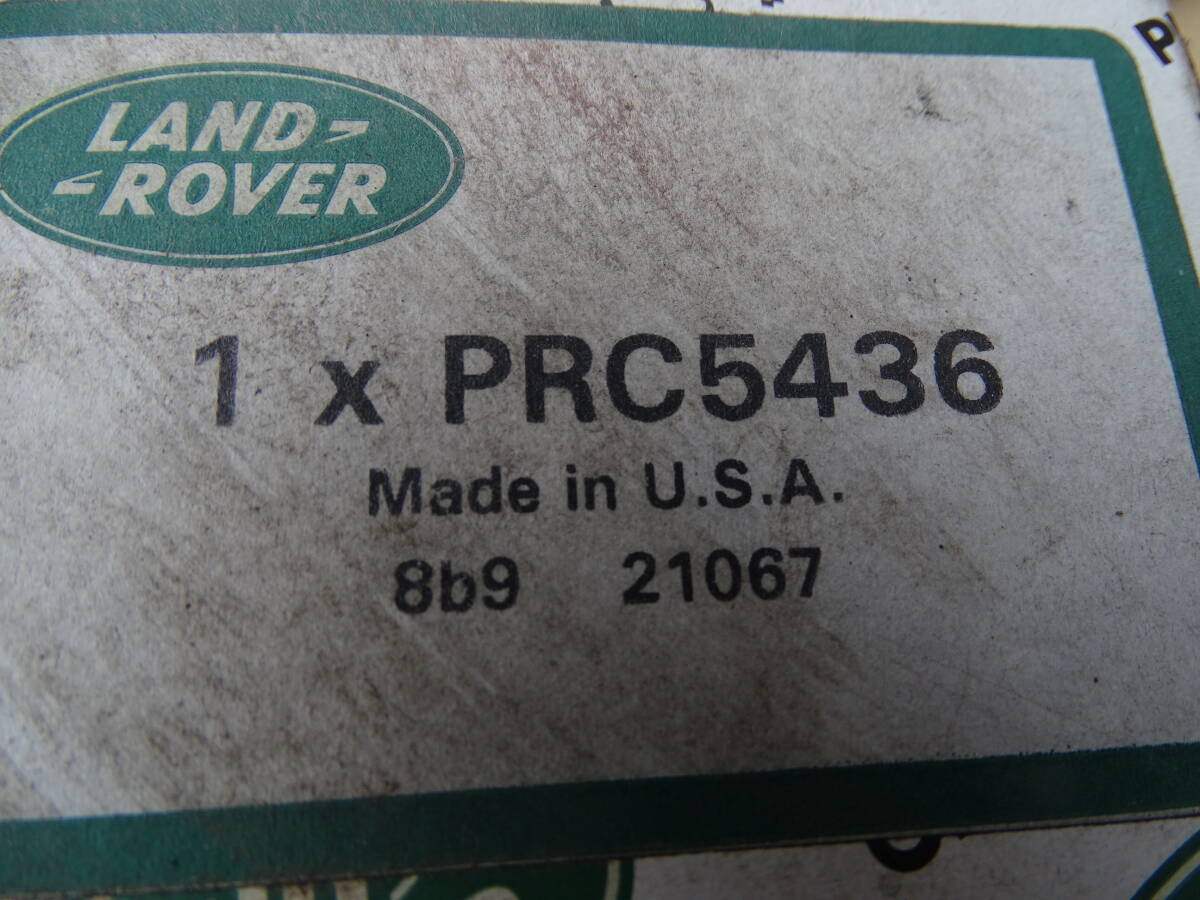 LAND
ROVER
1 x PRC5436
Made in U.S.A.
8b9 21067